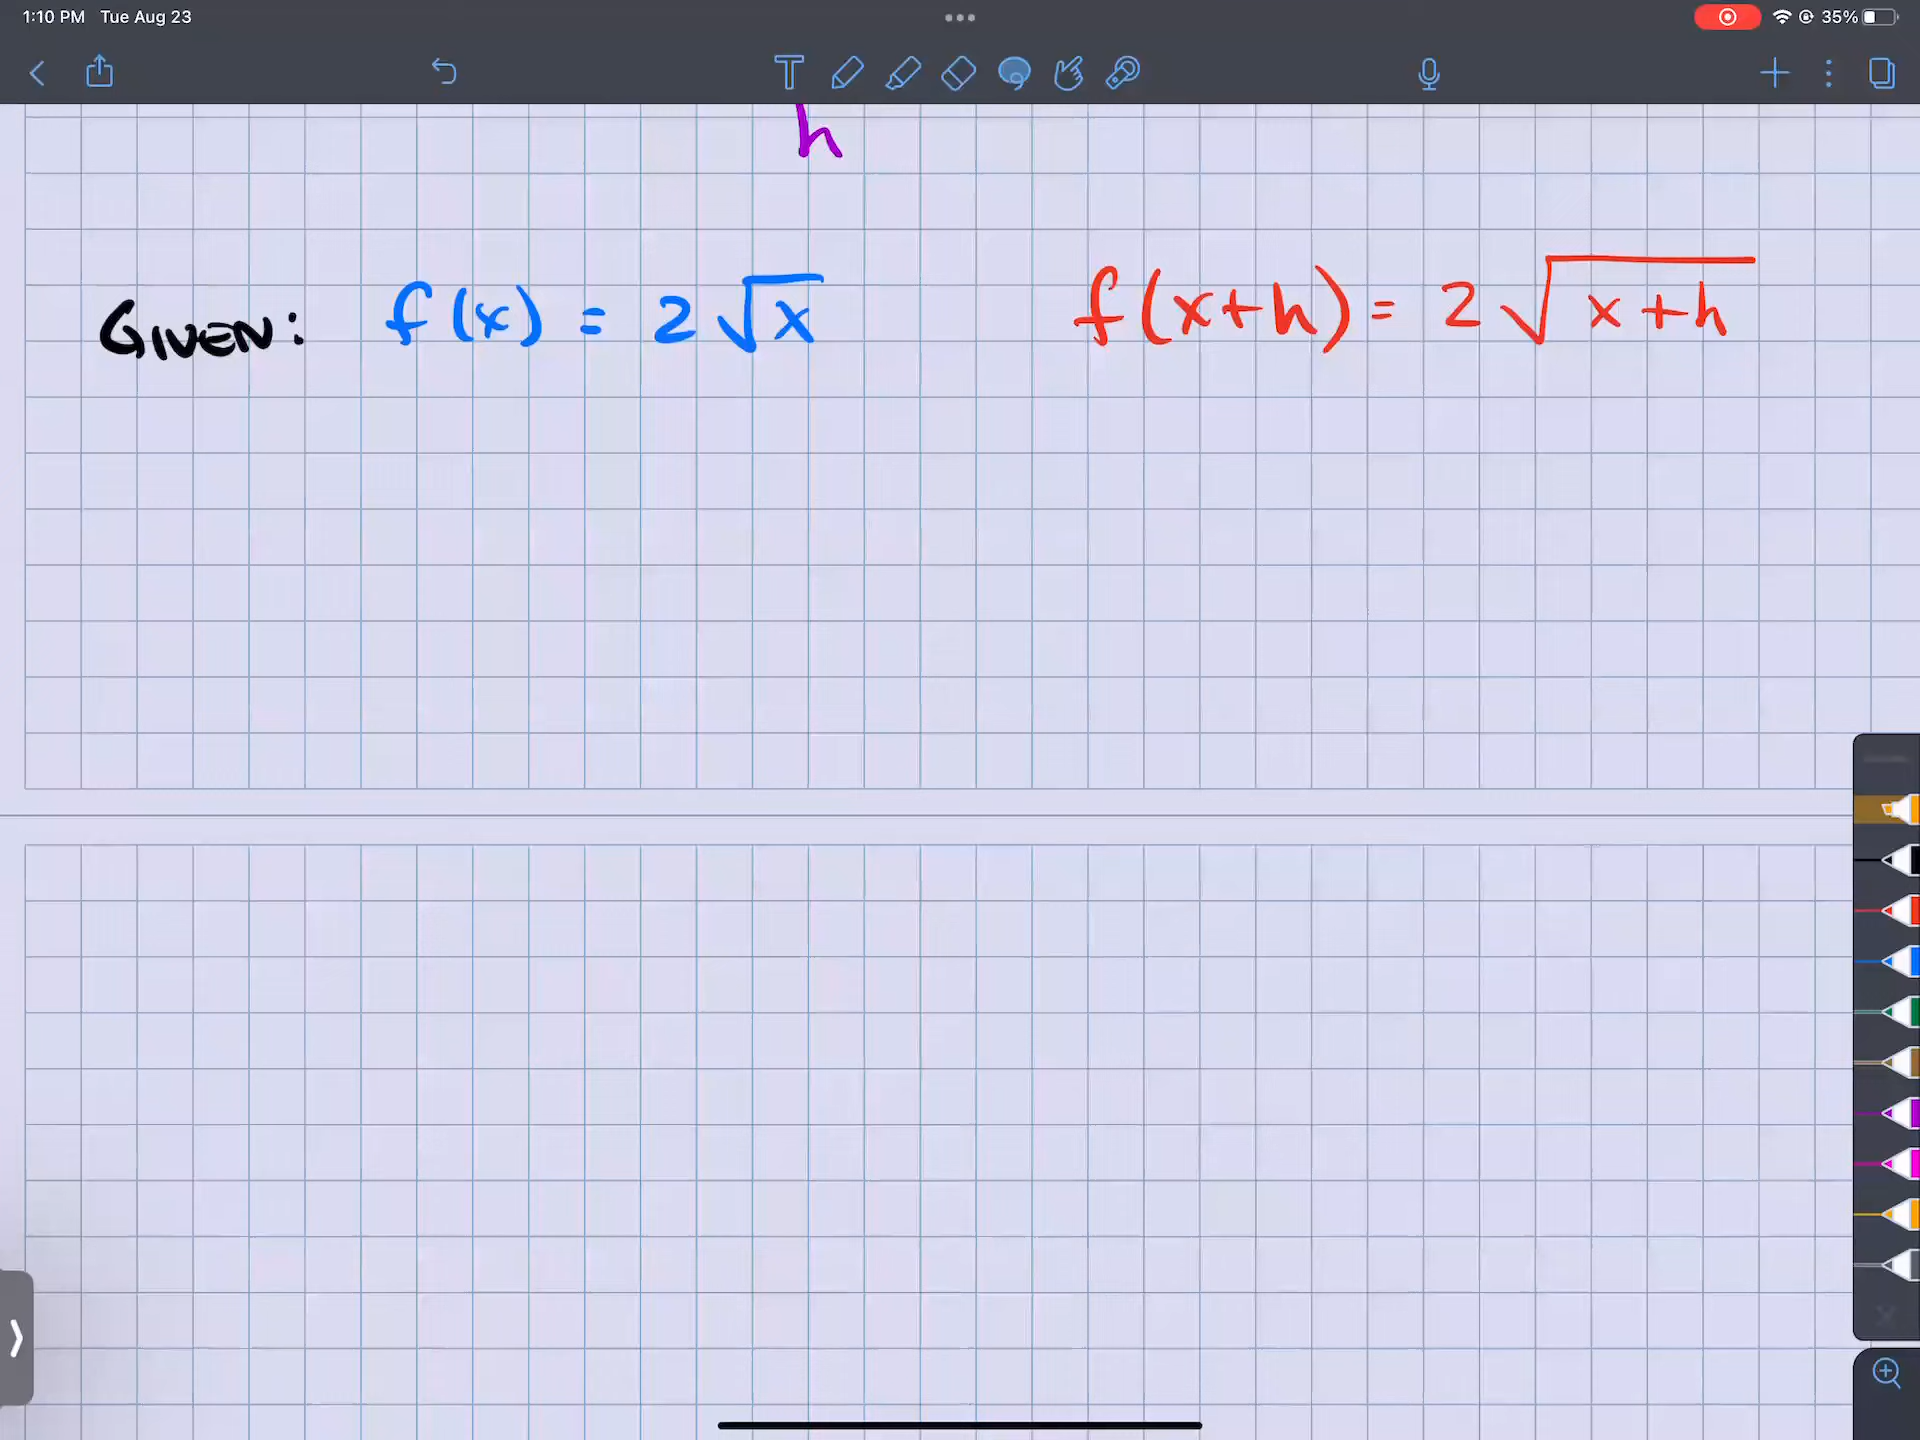 1:10 PM Tue Aug 23 35%
h
GIVEN: f(x) = 2√x f(x+h) = 2√x+h